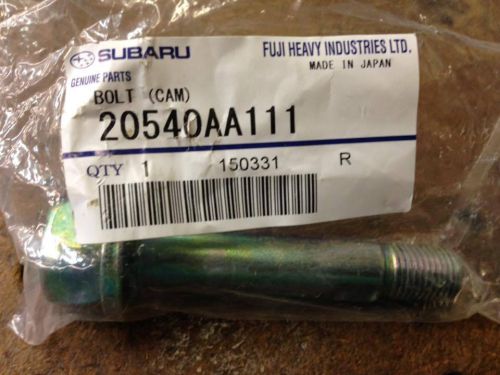 SUBARU
FUJI HEAVY INDUSTRIES LTD.
GENUINE PARTS
MADE IN JAPAN
BOLT (CAM)
20540AA111
QTY 1 150331 R